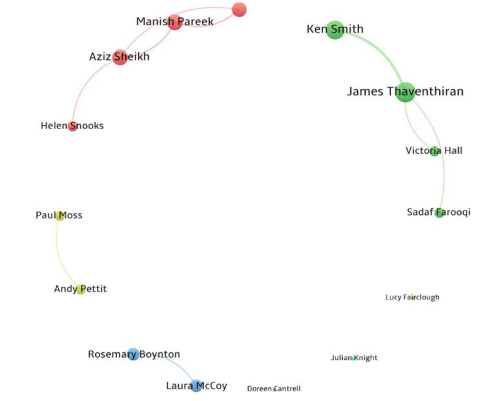 Manish Pareek
Ken Smith
Aziz Sheikh
James Thaventhiran
Helen Snooks
Victoria Hall
Sadaf Farooqi
Paul Moss
Andy Pettit
Lucy Fairclough
Rosemary Boynton
Julian Knight
Laura McCoy
Doreen Cantrell